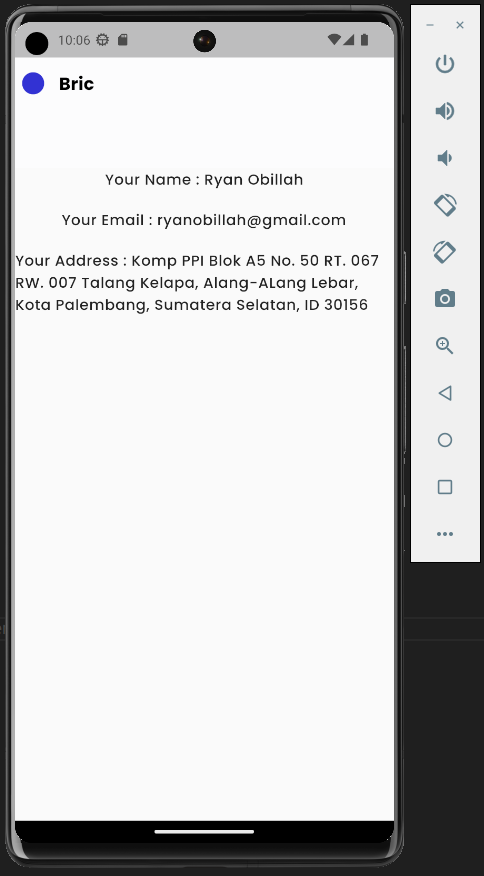 10:06
Bric
Your Name : Ryan Obillah
Your Email : ryanobillah@gmail.com
Your Address : Komp PPI Blok A5 No. 50 RT. 067
RW. 007 Talang Kelapa, Alang-ALang Lebar,
Kota Palembang, Sumatera Selatan, ID 30156